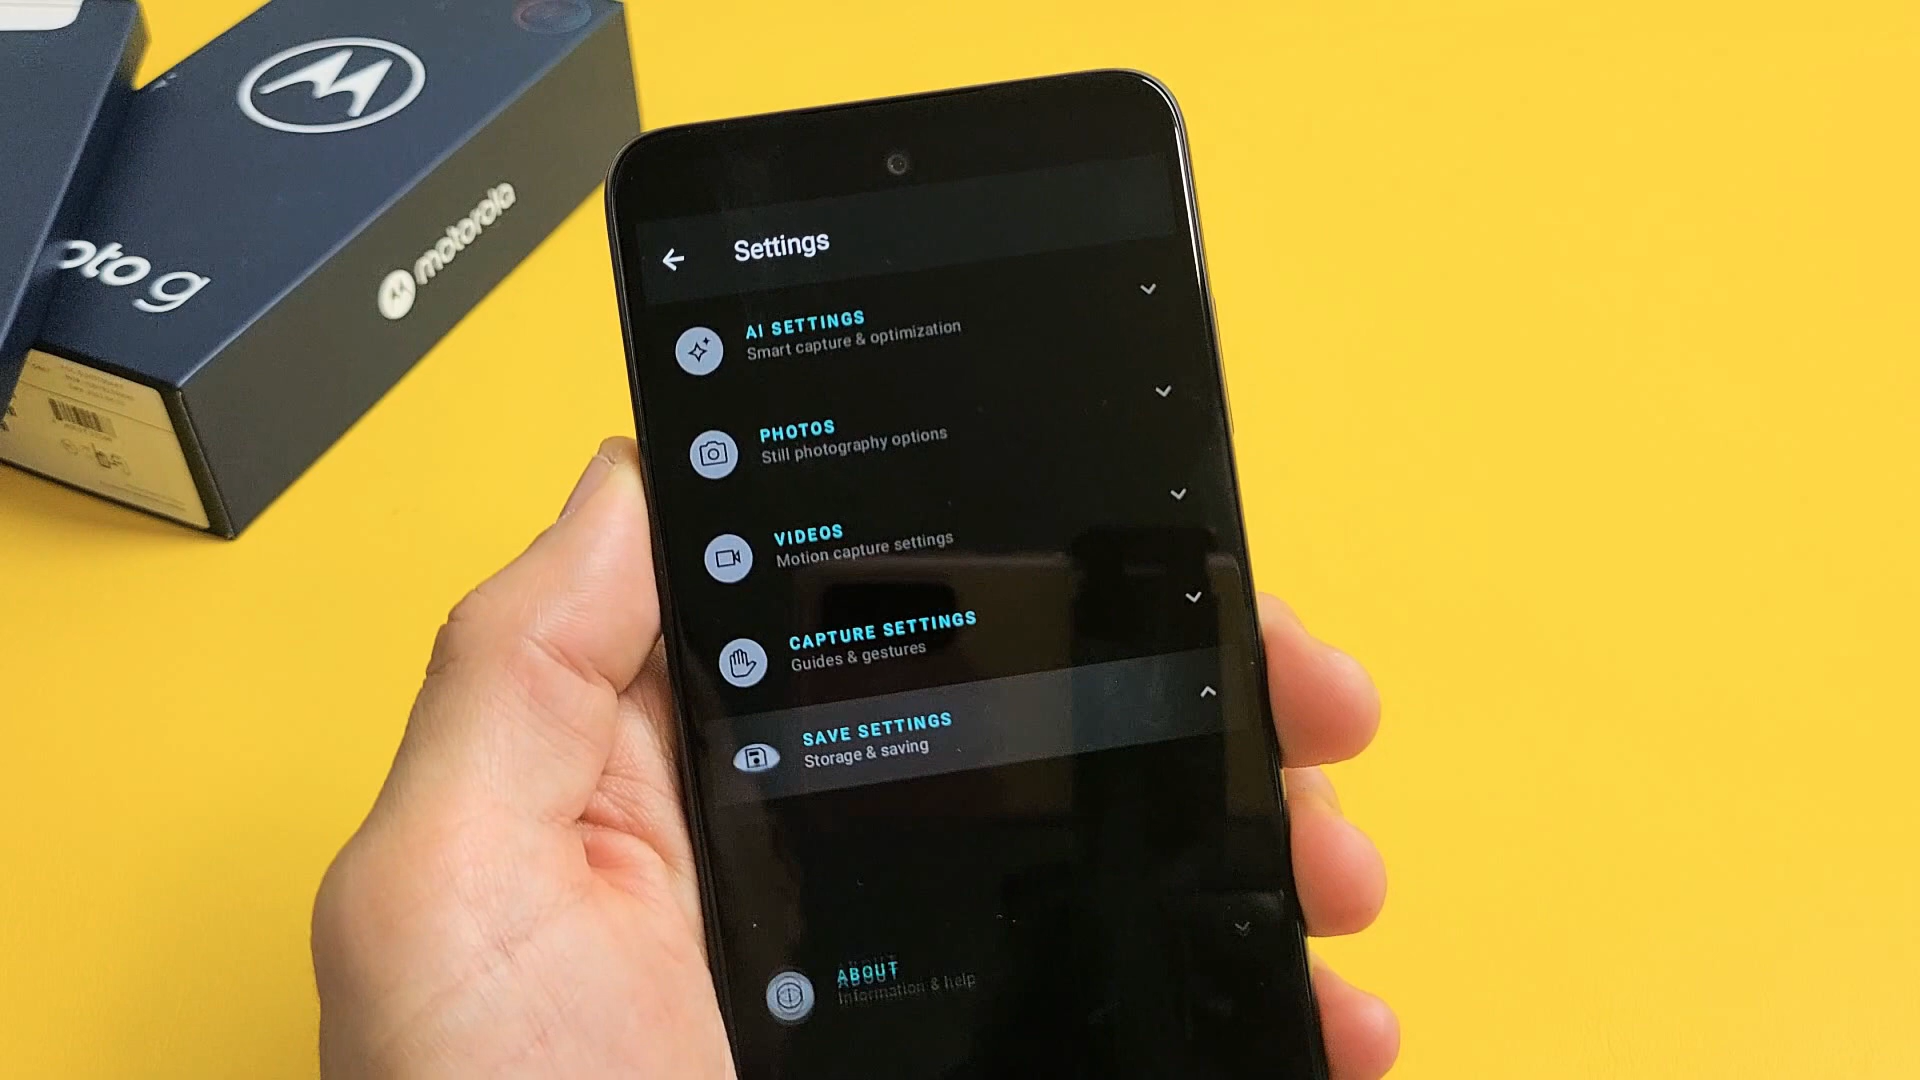 oto g
motorola
Settings
AI SETTINGS
Smart capture & optimization
PHOTOS
Still photography options
VIDEOS
Motion capture settings
CAPTURE SETTINGS
Guides & gestures
SAVE SETTINGS
Storage & saving
ABOUT
Information & help